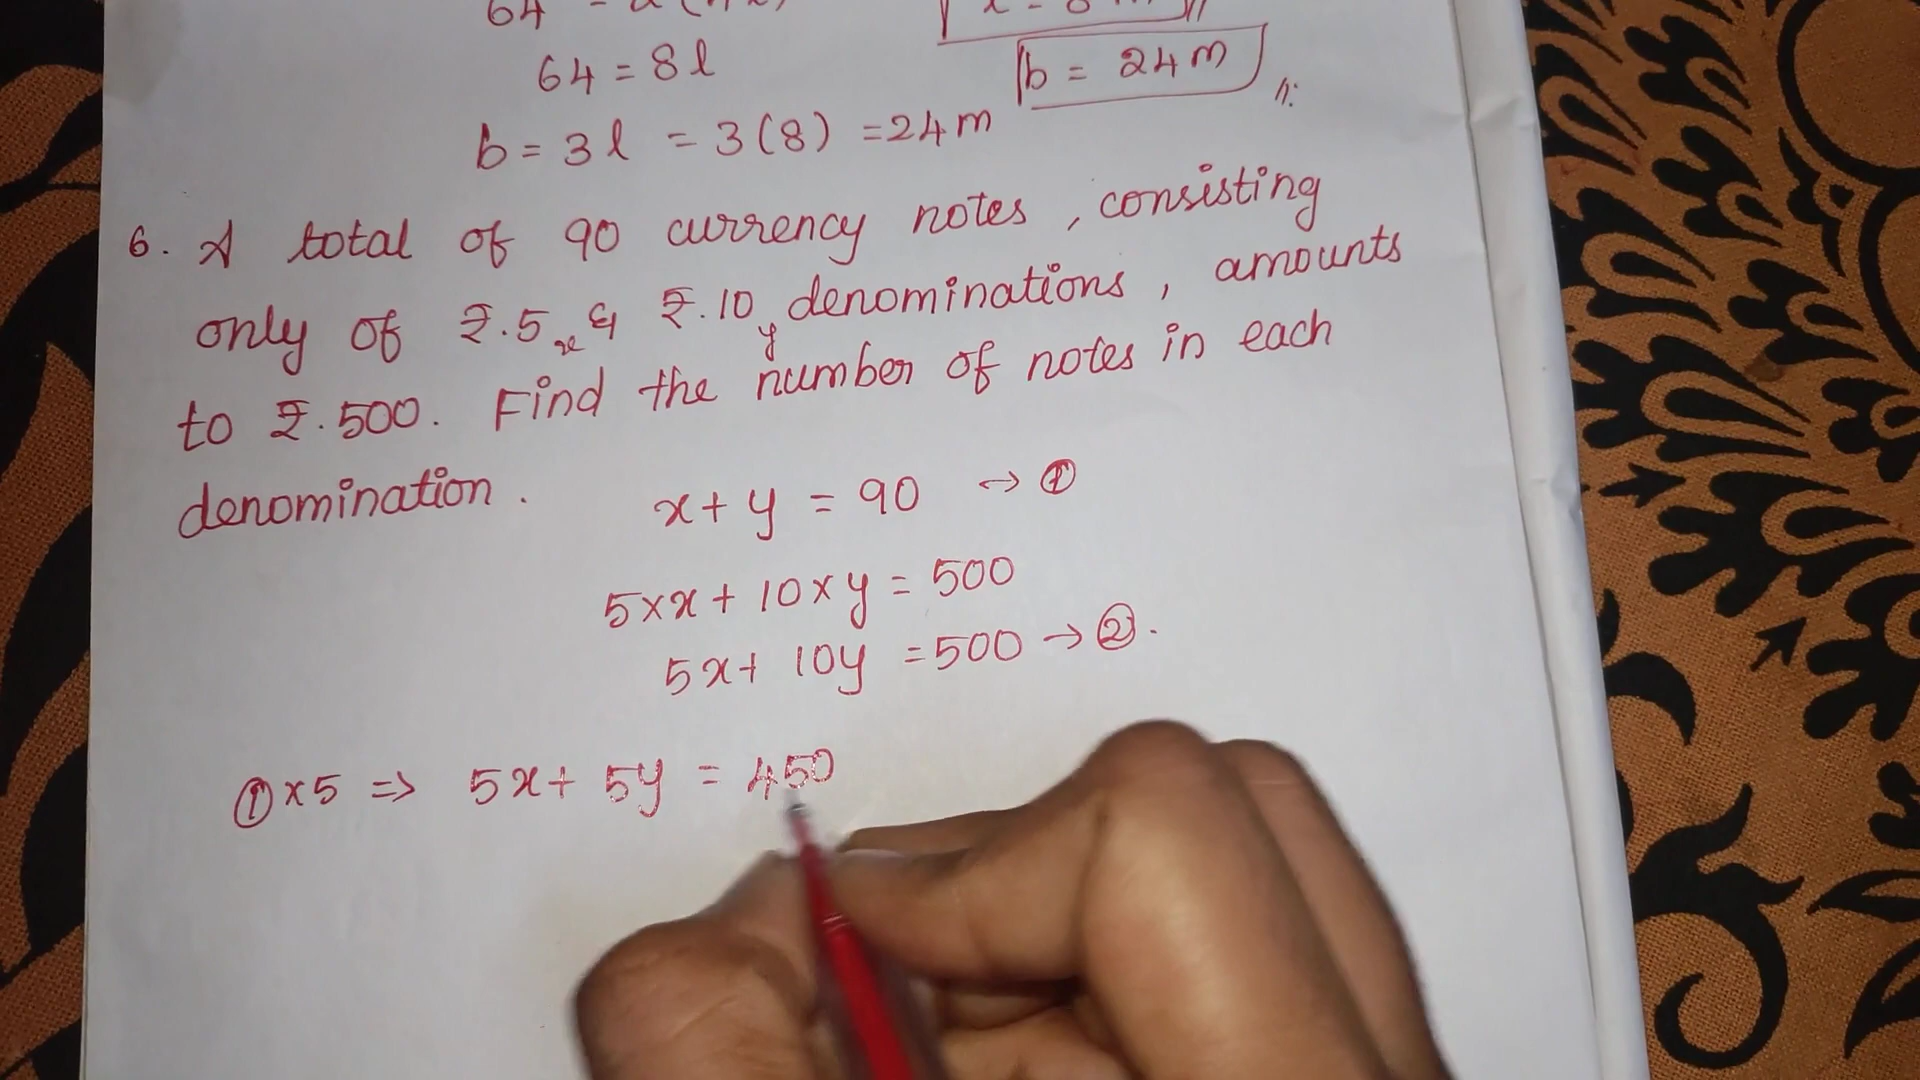 64 =
64 = 8l
b = 24m
b = 3l = 3(8) = 24m
6. A total of 90 currency notes, consisting
only of ₹.5 x & ₹.10 y denominations, amounts
to ₹.500. Find the number of notes in each
denomination.
x + y = 90 → ①
5×x + 10×y = 500
5x + 10y = 500 → ②.
①×5 ⇒ 5x + 5y = 450